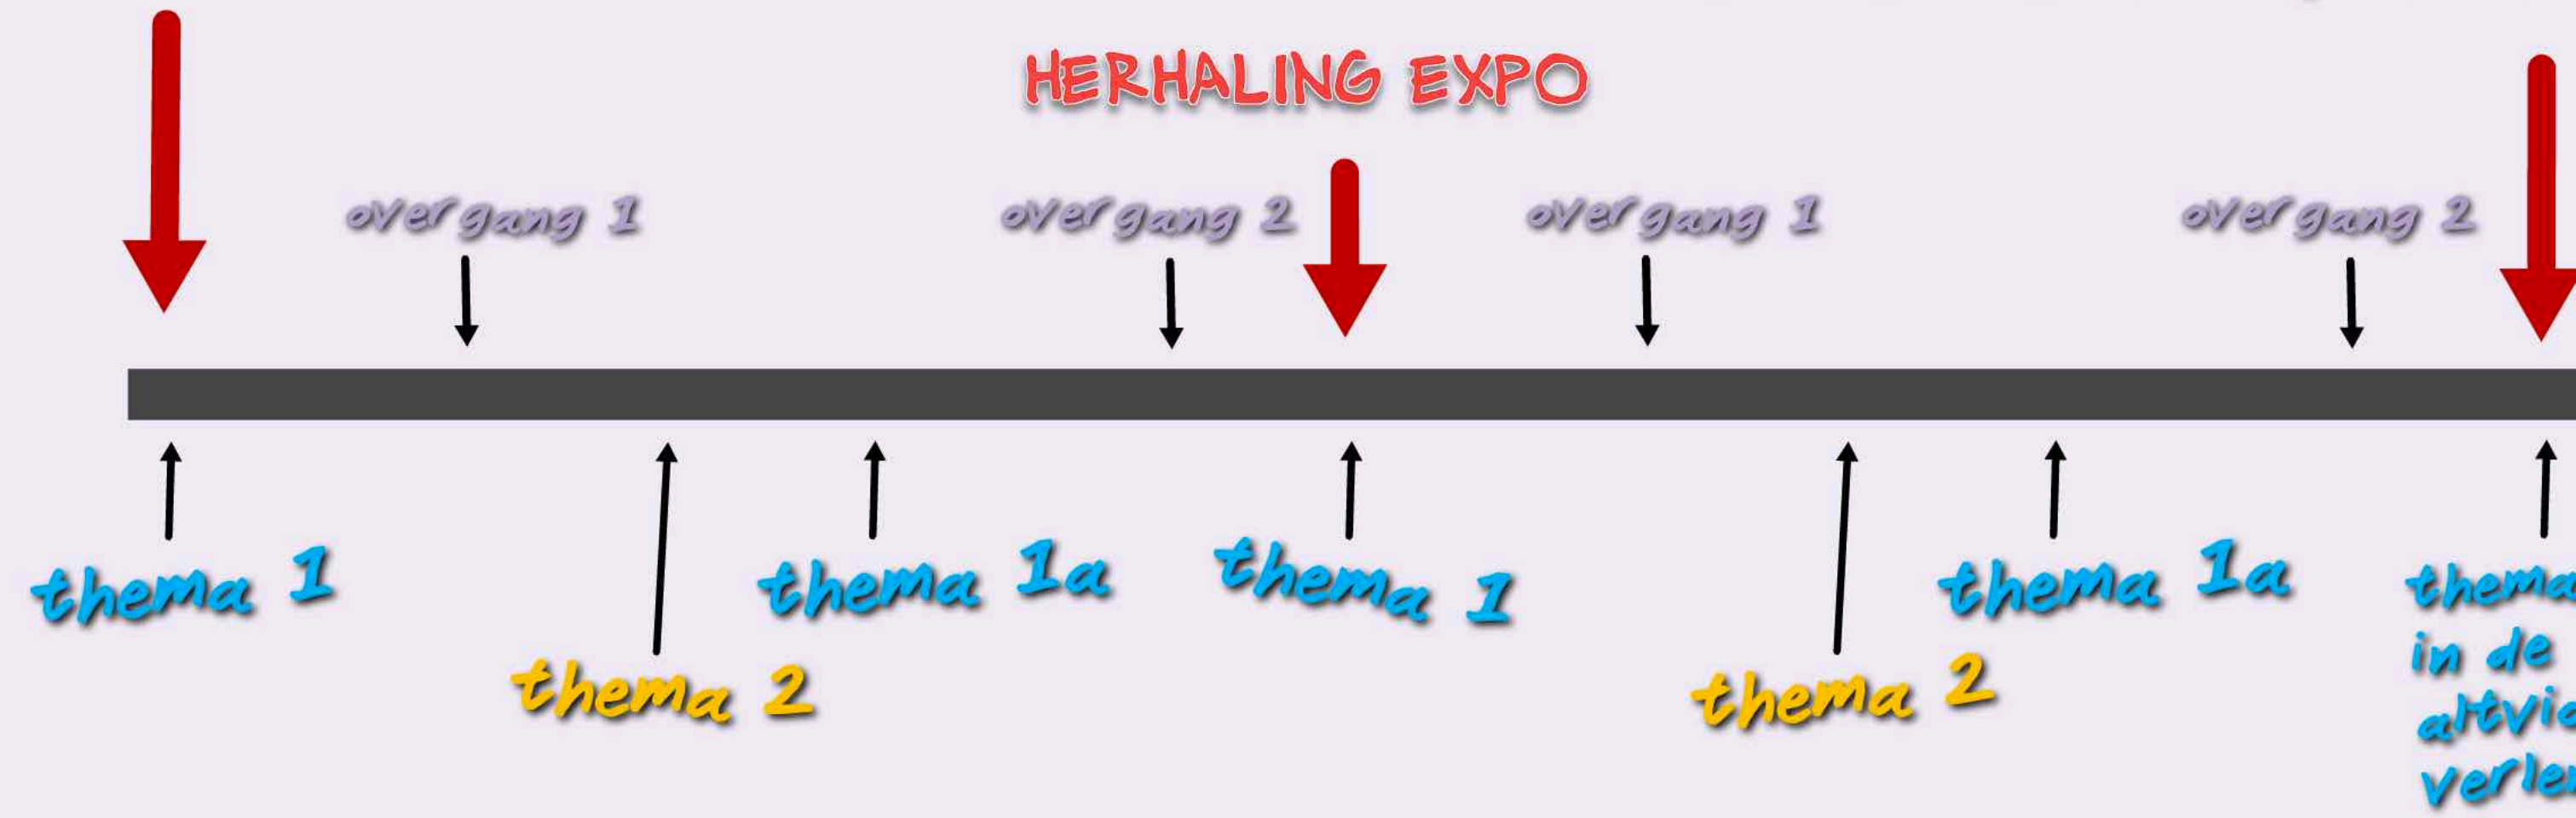 HERHALING EXPO
overgang 1
overgang 2
overgang 1
overgang 2
thema 1
thema 2
thema 1a
thema 1
thema 2
thema 1a
thema
in de